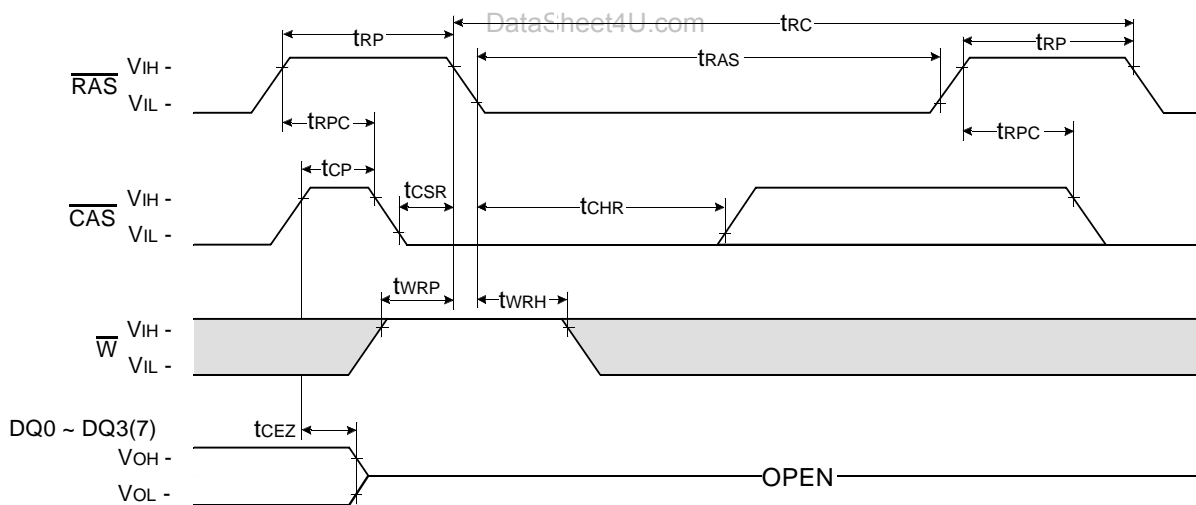 DataSheet4U.com
tRP
tRC
tRP
tRAS
RAS
VIH -
VIL -
tRPC
tRPC
tCP
tCSR
tCHR
CAS
VIH -
VIL -
tWRP
tWRH
W
VIH -
VIL -
DQ0 ~ DQ3(7)
tCEZ
VOH -
VOL -
OPEN